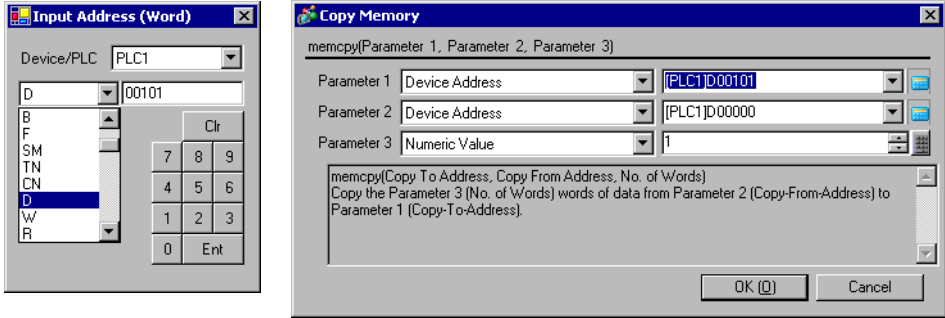 Input Address (Word)
Device/PLC PLC1
D 00101
B
F
SM
TN
CN
D
W
R
Clr
7 8 9
4 5 6
1 2 3
0 Ent
Copy Memory
memcpy(Parameter 1, Parameter 2, Parameter 3)
Parameter 1 Device Address [PLC1]D00101
Parameter 2 Device Address [PLC1]D00000
Parameter 3 Numeric Value 1
memcpy(Copy To Address, Copy From Address, No. of Words)
Copy the Parameter 3 (No. of Words) words of data from Parameter 2 (Copy-From-Address) to
Parameter 1 (Copy-To-Address).
OK (O) Cancel